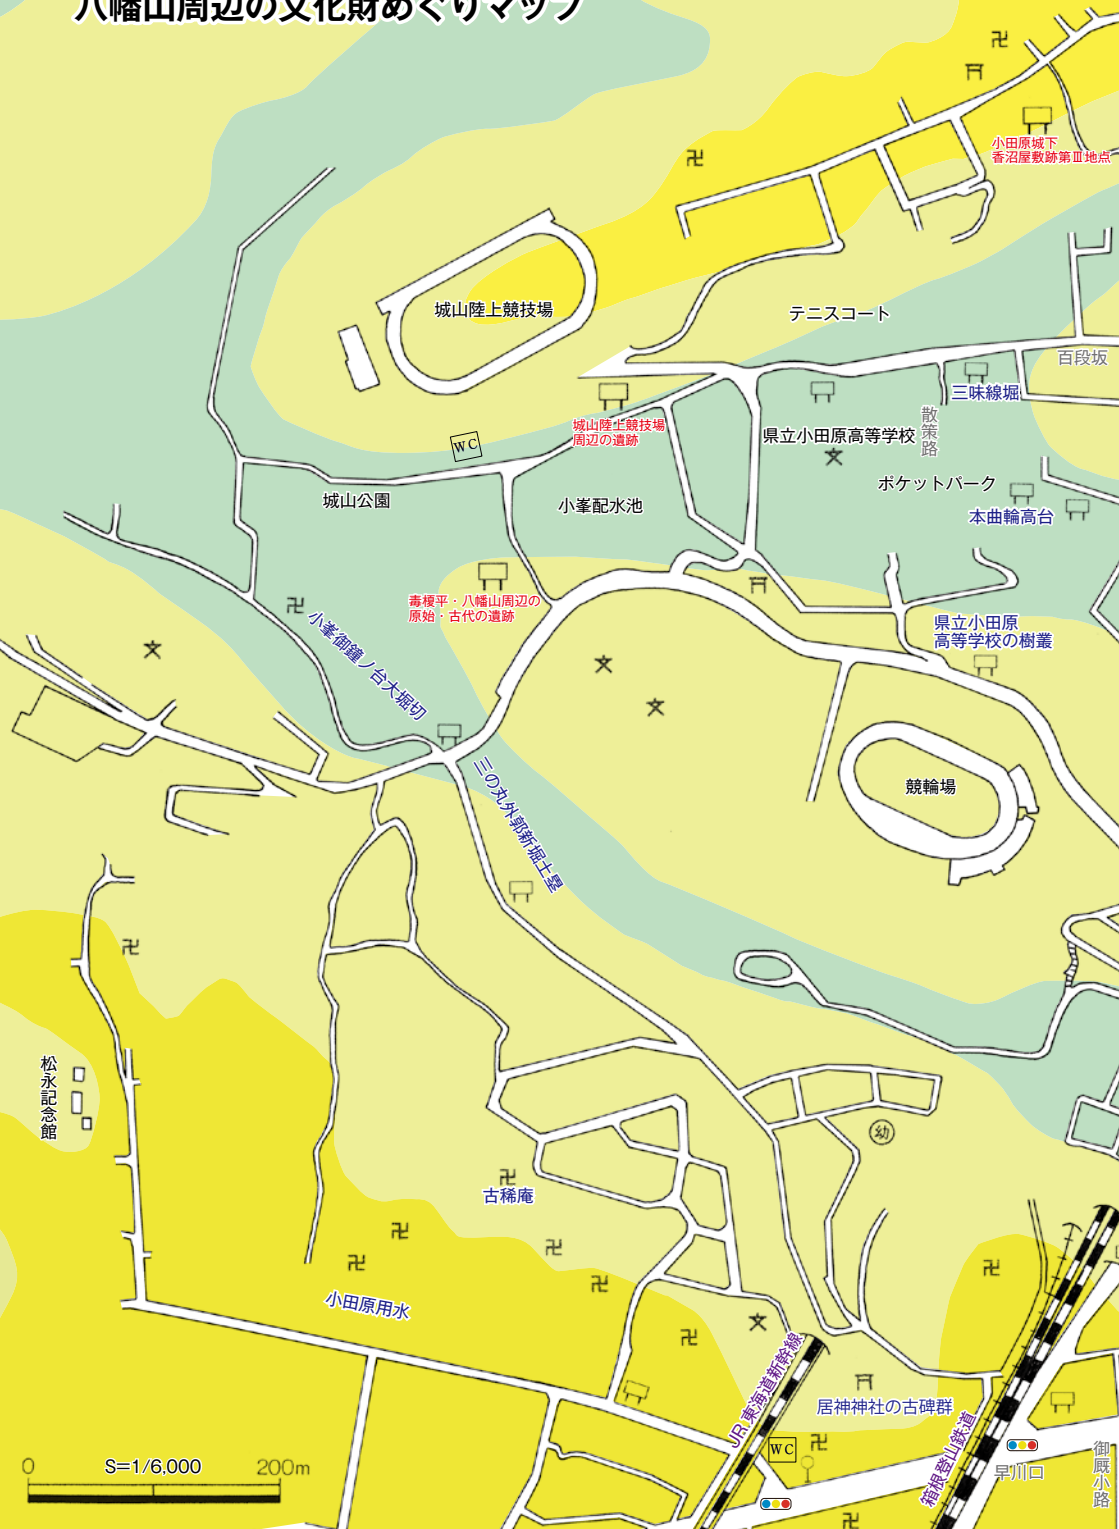 八幡山周辺の文化財めぐりマップ
小田原城下
香沼屋敷跡第Ⅲ地点
城山陸上競技場
テニスコート
百段坂
三味線堀
城山陸上競技場
周辺の遺跡
散策路
県立小田原高等学校
WC
ポケットパーク
城山公園
小峯配水池
本曲輪高台
毒榎平・八幡山周辺の
原始・古代の遺跡
小峯御鐘ノ台大堀切
県立小田原
高等学校の樹叢
三の丸外郭新堀土塁
競輪場
松永記念館
幼
古稀庵
小田原用水
JR東海道新幹線
居神神社の古碑群
箱根登山鉄道
WC
早川口
御厩小路
0 S=1/6,000 200m